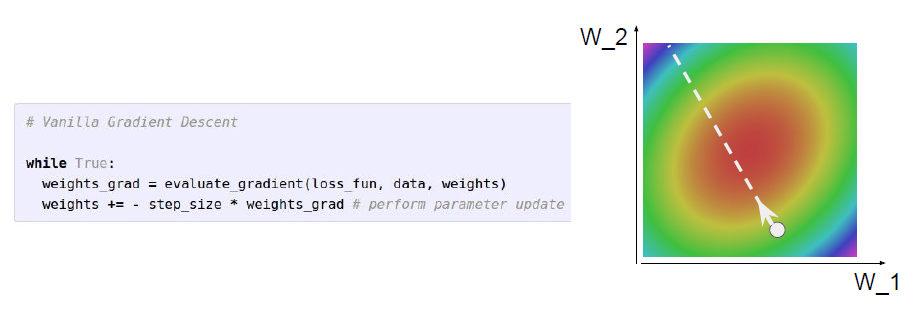 # Vanilla Gradient Descent
while True:
weights_grad = evaluate_gradient(loss_fun, data, weights)
weights += - step_size * weights_grad # perform parameter update
W_2
W_1